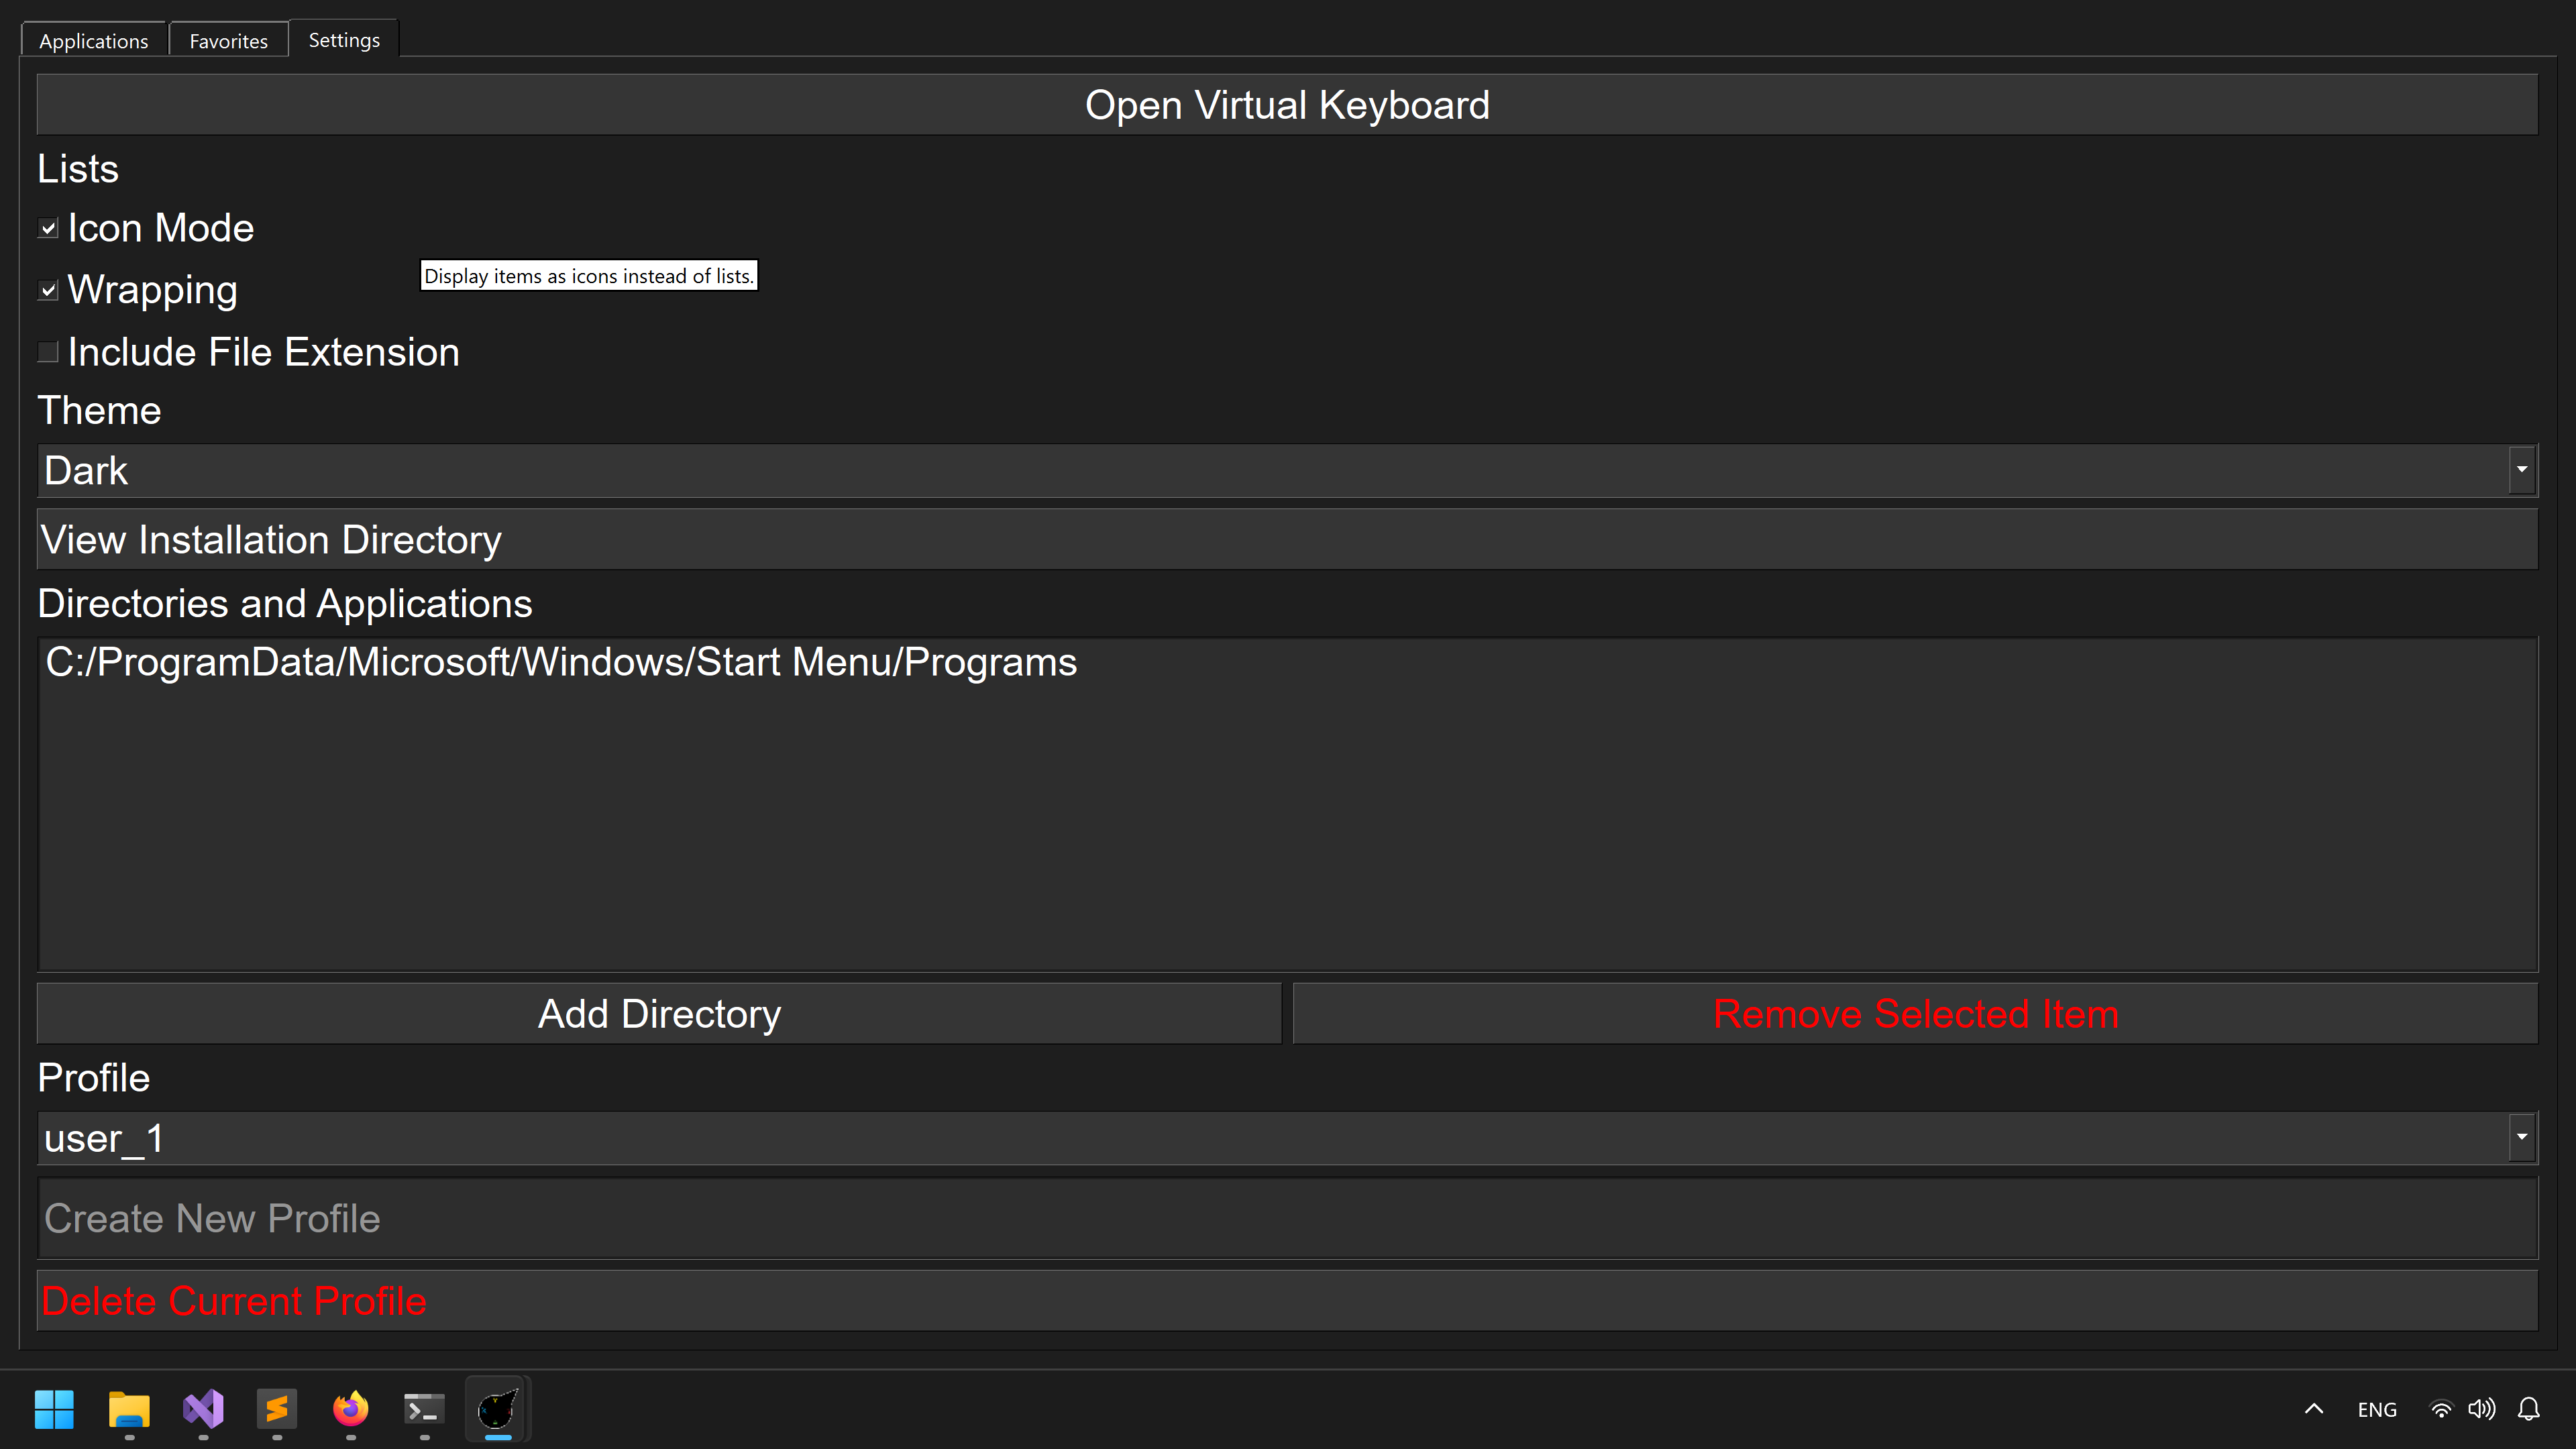 Applications Favorites Settings
Open Virtual Keyboard
Lists
Icon Mode
Display items as icons instead of lists.
Wrapping
Include File Extension
Theme
Dark
View Installation Directory
Directories and Applications
C:/ProgramData/Microsoft/Windows/Start Menu/Programs
Add Directory Remove Selected Item
Profile
user_1
Create New Profile
Delete Current Profile
ENG